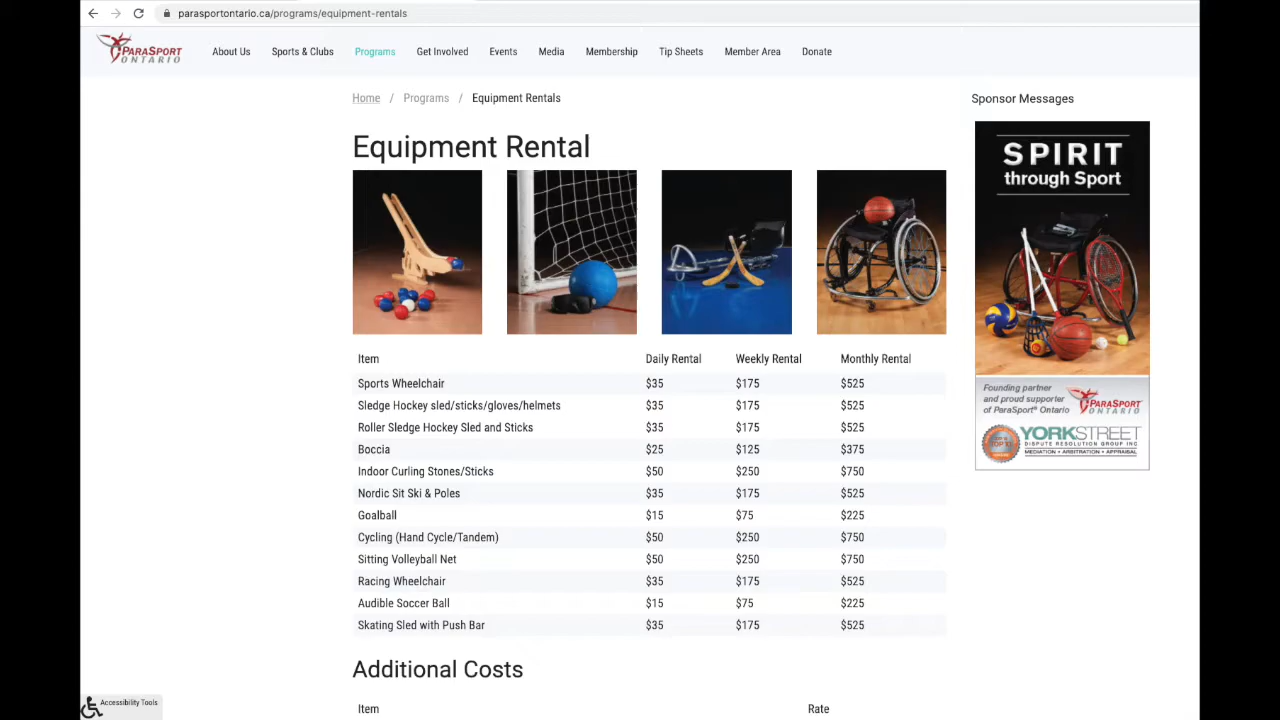 parasportontario.ca/programs/equipment-rentals
PARASPORT ONTARIO
About Us Sports & Clubs Programs Get Involved Events Media Membership Tip Sheets Member Area Donate
Home / Programs / Equipment Rentals
Sponsor Messages
Equipment Rental
SPIRIT
through Sport
Item Daily Rental Weekly Rental Monthly Rental
Sports Wheelchair $35 $175 $525
Sledge Hockey sled/sticks/gloves/helmets $35 $175 $525
Roller Sledge Hockey Sled and Sticks $35 $175 $525
Boccia $25 $125 $375
Indoor Curling Stones/Sticks $50 $250 $750
Nordic Sit Ski & Poles $35 $175 $525
Goalball $15 $75 $225
Cycling (Hand Cycle/Tandem) $50 $250 $750
Sitting Volleyball Net $50 $250 $750
Racing Wheelchair $35 $175 $525
Audible Soccer Ball $15 $75 $225
Skating Sled with Push Bar $35 $175 $525
Founding partner
and proud supporter
of ParaSport® Ontario
PARASPORT
ONTARIO
YORKSTREET
DISPUTE RESOLUTION GROUP INC
MEDIATION • ARBITRATION • APPRAISAL
Additional Costs
Item Rate
Accessibility Tools